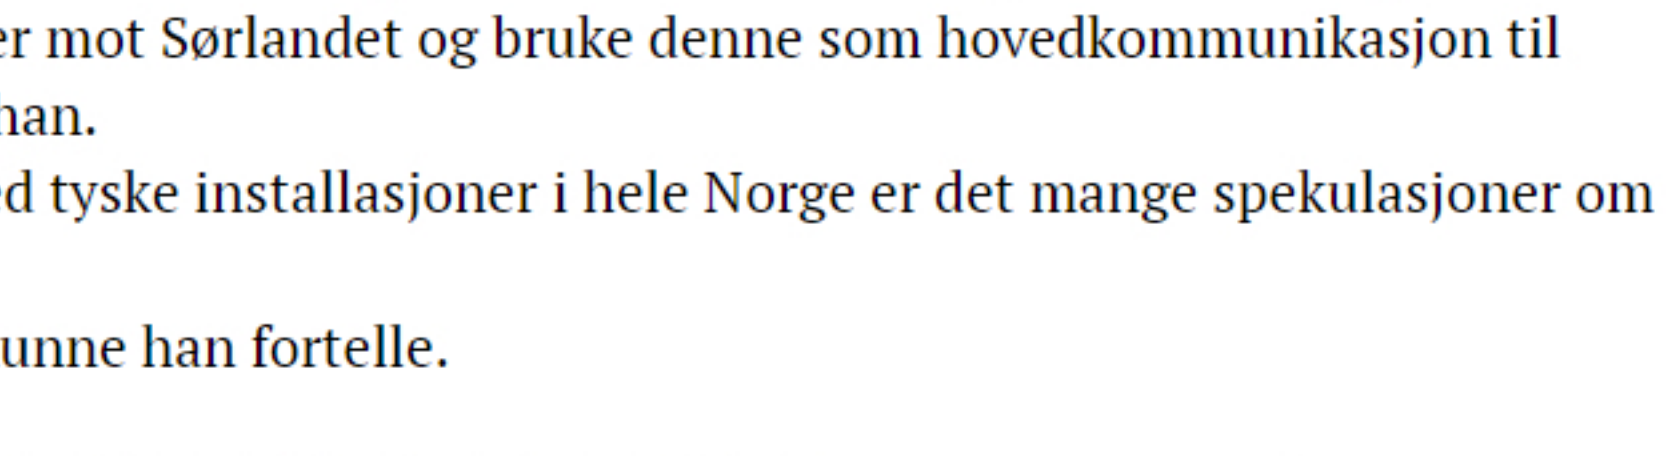 er mot Sørlandet og bruke denne som hovedkommunikasjon til
han.
ed tyske installasjoner i hele Norge er det mange spekulasjoner om
unne han fortelle.